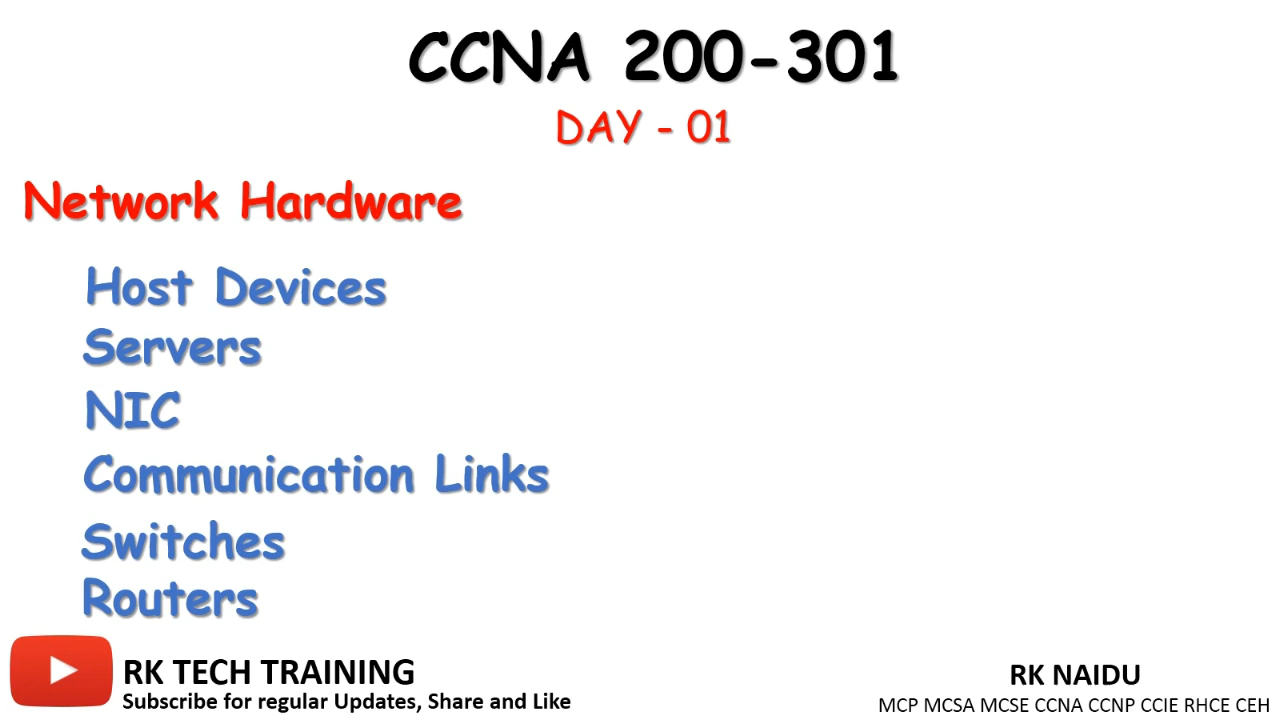 CCNA 200-301
DAY - 01
Network Hardware
Host Devices
Servers
NIC
Communication Links
Switches
Routers
RK TECH TRAINING
Subscribe for regular Updates, Share and Like
RK NAIDU
MCP MCSA MCSE CCNA CCNP CCIE RHCE CEH